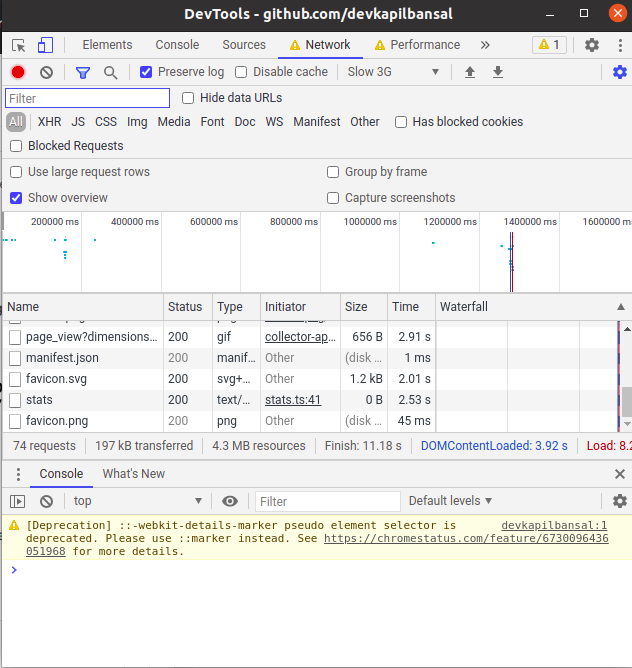 DevTools - github.com/devkapilbansal
Elements Console Sources Network Performance » 1
Preserve log Disable cache Slow 3G
Filter Hide data URLs
All XHR JS CSS Img Media Font Doc WS Manifest Other Has blocked cookies
Blocked Requests
Use large request rows Group by frame
Show overview Capture screenshots
200000 ms 400000 ms 600000 ms 800000 ms 1000000 ms 1200000 ms 1400000 ms 1600000 ms
Name Status Type Initiator Size Time Waterfall
page_view?dimensions... 200 gif collector-ap... 656 B 2.91 s
manifest.json 200 manif... Other (disk ... 1 ms
favicon.svg 200 svg+... Other 1.2 kB 2.01 s
stats 200 text/... stats.ts:41 0 B 2.53 s
favicon.png 200 png Other (disk ... 45 ms
74 requests 197 kB transferred 4.3 MB resources Finish: 11.18 s DOMContentLoaded: 3.92 s Load: 8.2
Console What's New
top Filter Default levels
[Deprecation] ::-webkit-details-marker pseudo element selector is devkapilbansal:1
deprecated. Please use ::marker instead. See https://chromestatus.com/feature/6730096436
051968 for more details.